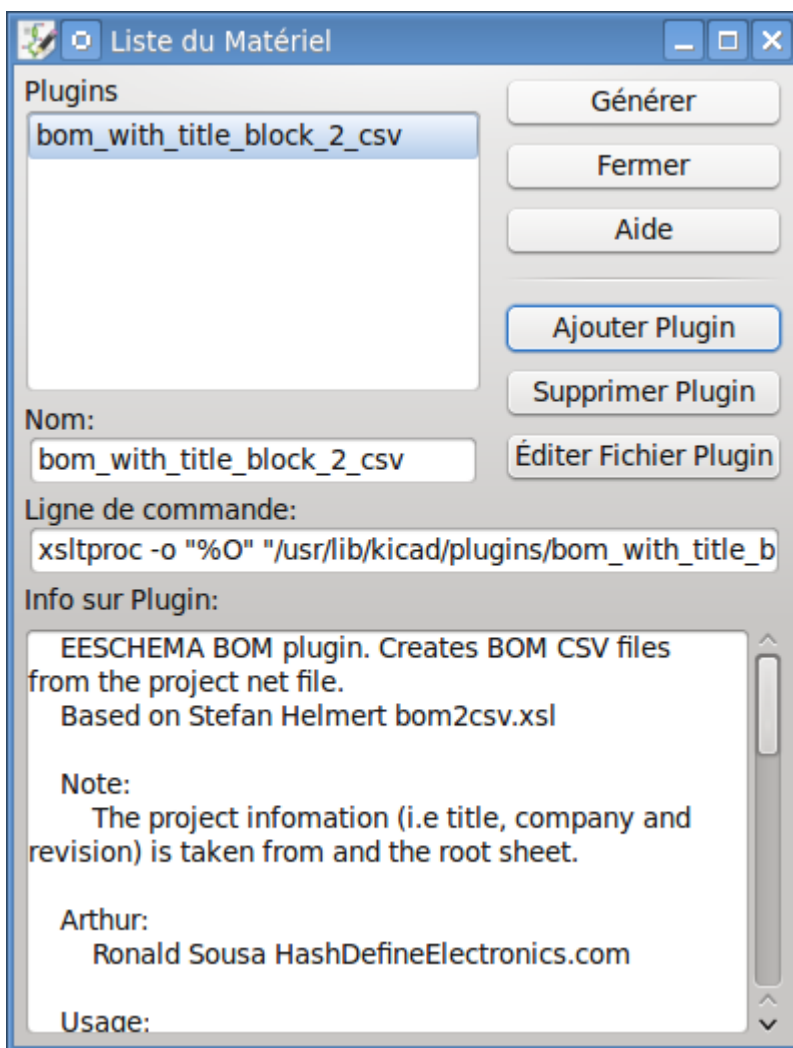 Liste du Matériel
Plugins
bom_with_title_block_2_csv
Générer
Fermer
Aide
Ajouter Plugin
Supprimer Plugin
Éditer Fichier Plugin
Nom:
bom_with_title_block_2_csv
Ligne de commande:
xsltproc -o "%O" "/usr/lib/kicad/plugins/bom_with_title_b
Info sur Plugin:
EESCHEMA BOM plugin. Creates BOM CSV files
from the project net file.
Based on Stefan Helmert bom2csv.xsl
Note:
The project infomation (i.e title, company and
revision) is taken from and the root sheet.
Arthur:
Ronald Sousa HashDefineElectronics.com
Usage: